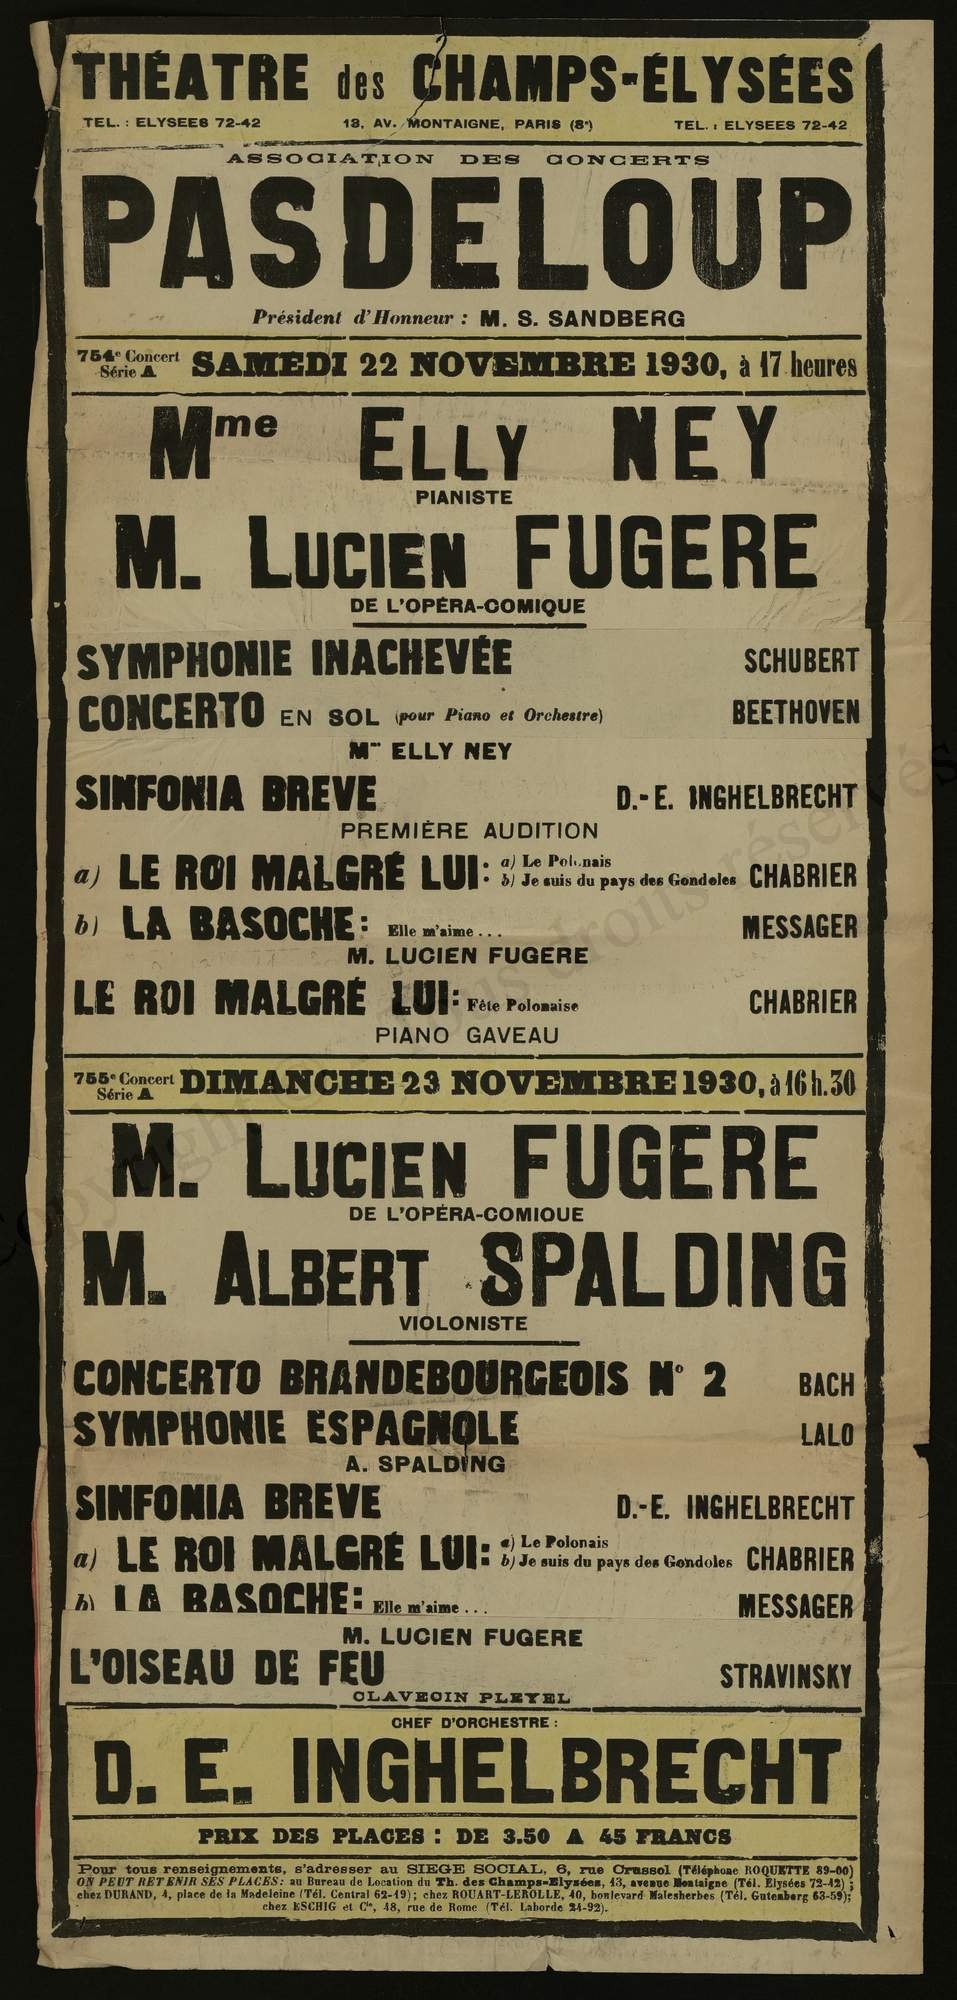 THÉATRE des CHAMPS-ÉLYSÉES
TEL. : ELYSEES 72-42 13, AV. MONTAIGNE, PARIS (8e) TEL. : ELYSEES 72-42
ASSOCIATION DES CONCERTS
PASDELOUP
Président d'Honneur : M. S. SANDBERG
754e Concert Série A SAMEDI 22 NOVEMBRE 1930, à 17 heures
Mme ELLY NEY
PIANISTE
M. LUCIEN FUGERE
DE L'OPÉRA-COMIQUE
SYMPHONIE INACHEVÉE SCHUBERT
CONCERTO EN SOL (pour Piano et Orchestre) BEETHOVEN
Mme ELLY NEY
SINFONIA BREVE D.-E. INGHELBRECHT
PREMIÈRE AUDITION
a) LE ROI MALGRÉ LUI: a) Le Polonais
b) Je suis du pays des Gondoles CHABRIER
b) LA BASOCHE: Elle m'aime... MESSAGER
M. LUCIEN FUGERE
LE ROI MALGRÉ LUI: Fête Polonaise CHABRIER
PIANO GAVEAU
755e Concert Série A DIMANCHE 23 NOVEMBRE 1930, à 16 h. 30
M. LUCIEN FUGERE
DE L'OPÉRA-COMIQUE
M. ALBERT SPALDING
VIOLONISTE
CONCERTO BRANDEBOURGEOIS No 2 BACH
SYMPHONIE ESPAGNOLE LALO
A. SPALDING
SINFONIA BREVE D.-E. INGHELBRECHT
a) LE ROI MALGRÉ LUI: a) Le Polonais
b) Je suis du pays des Gondoles CHABRIER
b) LA BASOCHE: Elle m'aime... MESSAGER
M. LUCIEN FUGERE
L'OISEAU DE FEU STRAVINSKY
CLAVECIN PLEYEL
CHEF D'ORCHESTRE :
D. E. INGHELBRECHT
PRIX DES PLACES : DE 3.50 A 45 FRANCS
Pour tous renseignements, s'adresser au SIEGE SOCIAL, 6, rue Crussol (Téléphone ROQUETTE 89-00)
ON PEUT RETENIR SES PLACES: au Bureau de Location du Th. des Champs-Elysées, 13, avenue Montaigne (Tél. Elysées 72-42) ;
chez DURAND, 4, place de la Madeleine (Tél. Central 62-19); chez ROUART-LEROLLE, 40, boulevard Malesherbes (Tél. Gutenberg 63-59);
chez ESCHIG et Cie, 48, rue de Rome (Tél. Laborde 24-92).
Copyright © Tous droits réservés